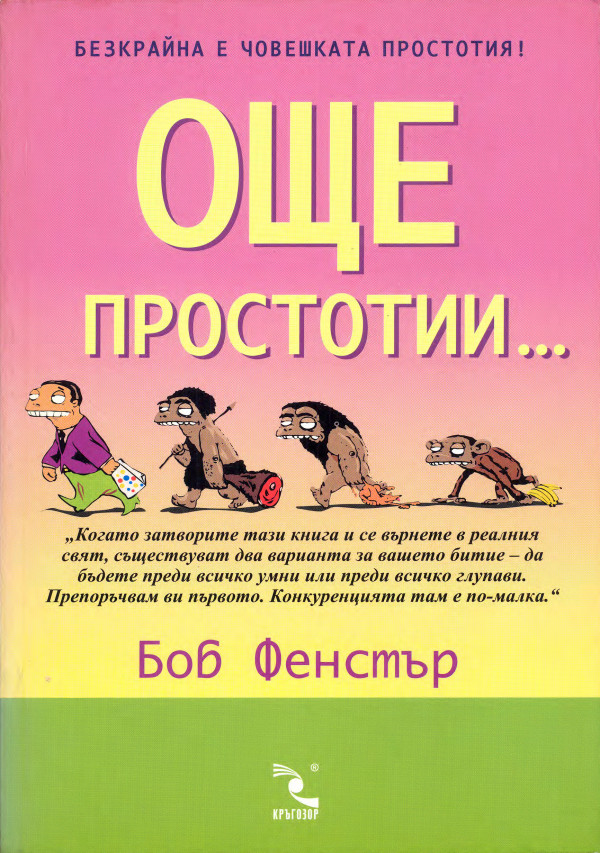 БЕЗКРАЙНА Е ЧОВЕШКАТА ПРОСТОТИЯ!
ОЩЕ
ПРОСТОТИИ...
„Когато затворите тази книга и се върнете в реалния
свят, съществуват два варианта за вашето битие – да
бъдете преди всичко умни или преди всичко глупави.
Препоръчвам ви първото. Конкуренцията там е по-малка.“
Боб Фенстър
®
КРЪГОЗОР